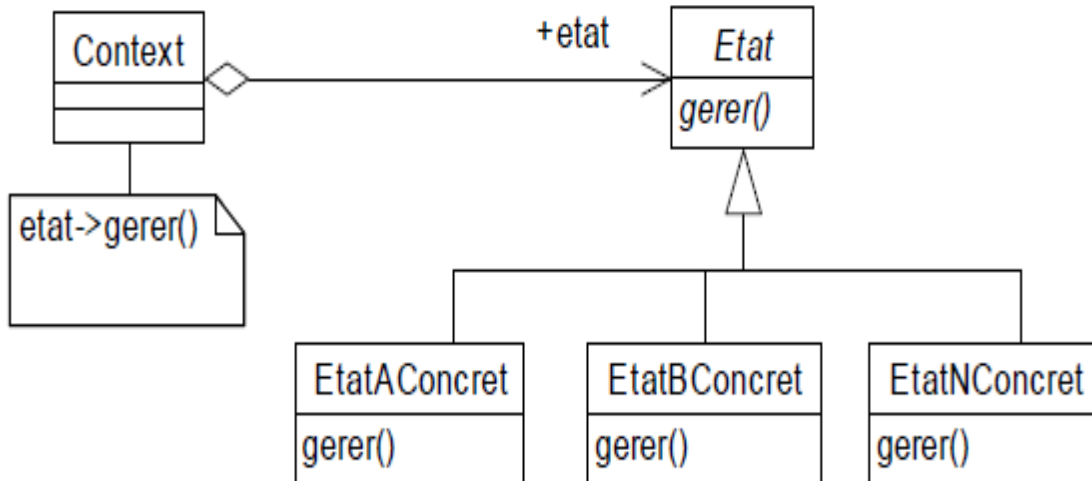 Context
+etat
Etat
gerer()
etat->gerer()
EtatAConcret
gerer()
EtatBConcret
gerer()
EtatNConcret
gerer()